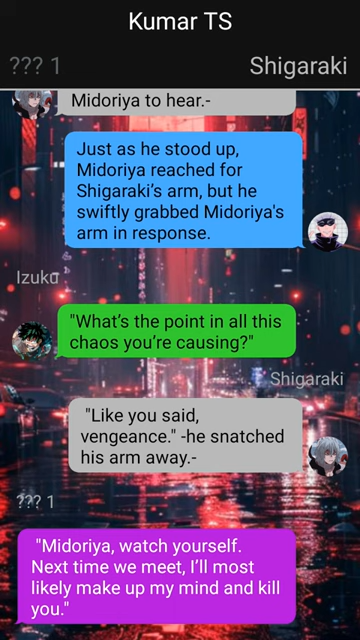 Kumar TS
??? 1
Shigaraki
Midoriya to hear.-
Just as he stood up,
Midoriya reached for
Shigaraki’s arm, but he
swiftly grabbed Midoriya's
arm in response.
Izuku
"What’s the point in all this
chaos you’re causing?"
Shigaraki
"Like you said,
vengeance." -he snatched
his arm away.-
??? 1
"Midoriya, watch yourself.
Next time we meet, I’ll most
likely make up my mind and kill
you."